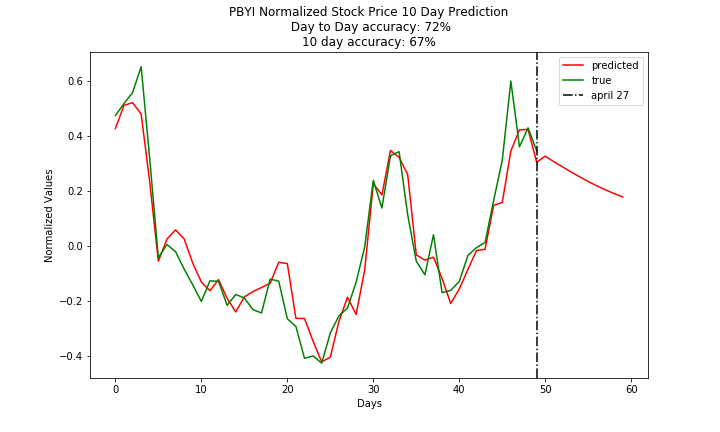 PBYI Normalized Stock Price 10 Day Prediction
Day to Day accuracy: 72%
10 day accuracy: 67%
predicted
true
april 27
0.6
0.4
0.2
0.0
−0.2
−0.4
Normalized Values
0 10 20 30 40 50 60
Days